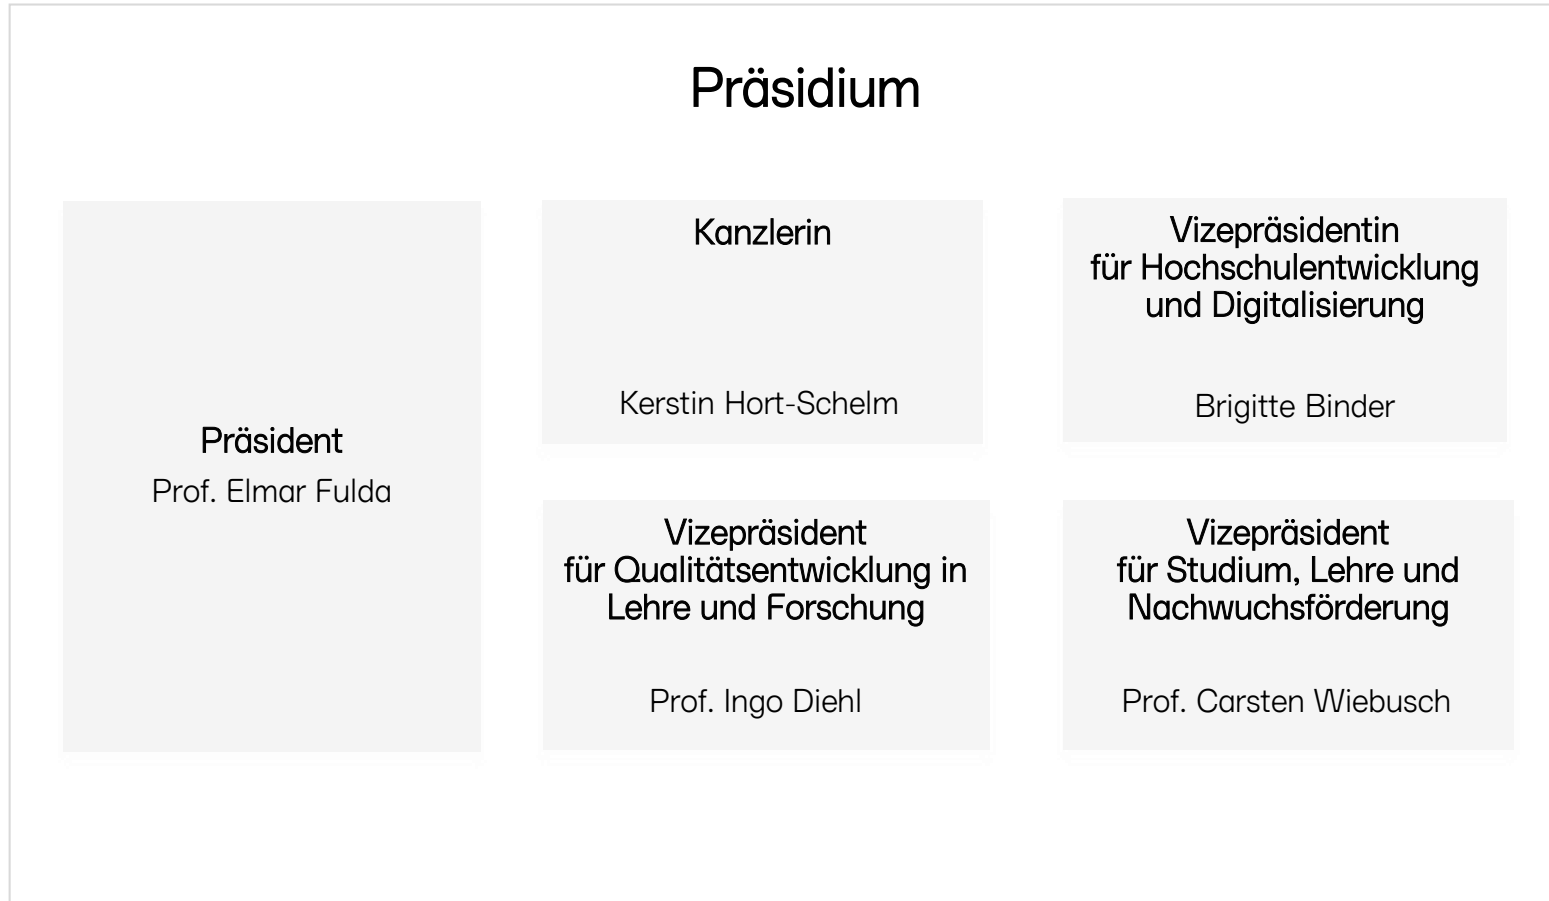 Präsidium
Präsident
Prof. Elmar Fulda
Kanzlerin
Kerstin Hort-Schelm
Vizepräsidentin
für Hochschulentwicklung
und Digitalisierung
Brigitte Binder
Vizepräsident
für Qualitätsentwicklung in
Lehre und Forschung
Prof. Ingo Diehl
Vizepräsident
für Studium, Lehre und
Nachwuchsförderung
Prof. Carsten Wiebusch